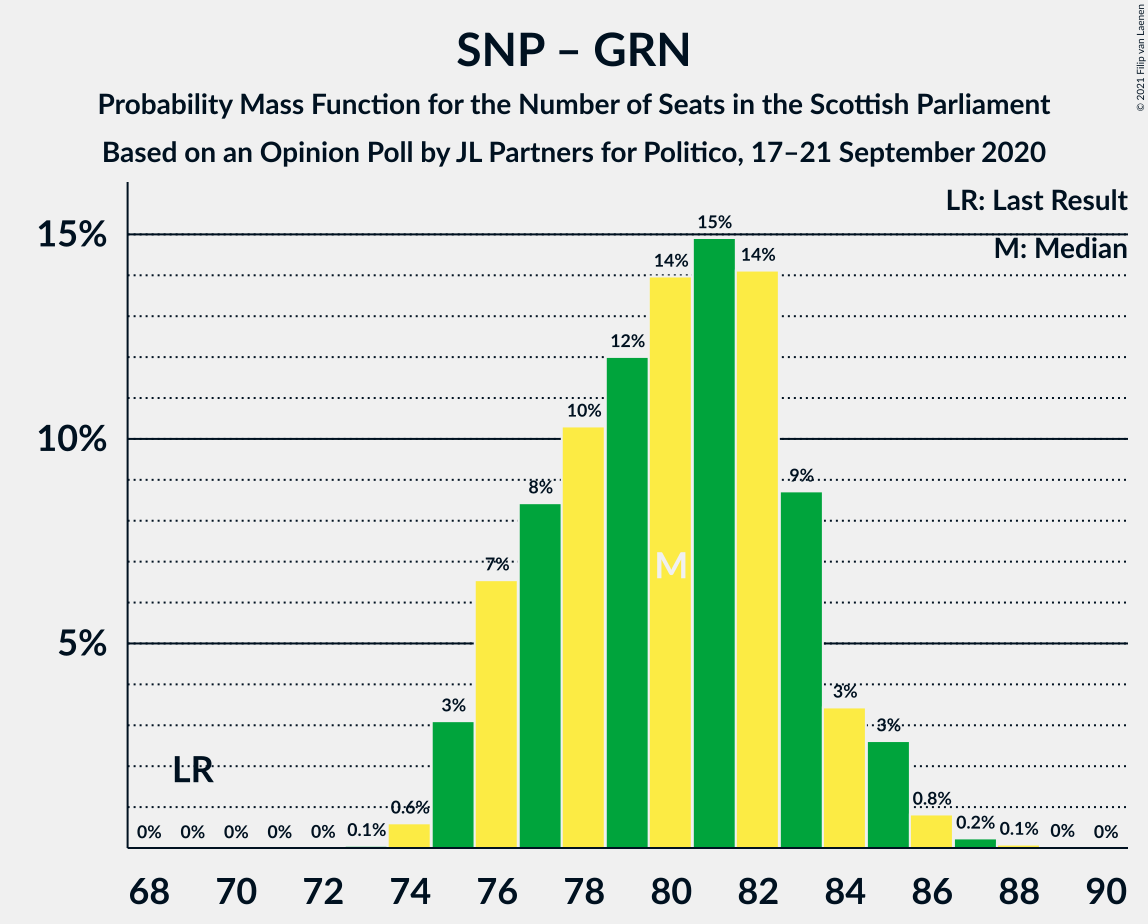 SNP – GRN
Probability Mass Function for the Number of Seats in the Scottish Parliament
Based on an Opinion Poll by JL Partners for Politico, 17–21 September 2020
© 2021 Filip van Laenen
LR: Last Result
M: Median
15%
10%
5%
0% 0% 0% 0% 0% 0.1% 0.6% 3% 7% 8% 10% 12% 14% 15% 14% 9% 3% 3% 0.8% 0.2% 0.1% 0% 0%
LR
M
68 70 72 74 76 78 80 82 84 86 88 90